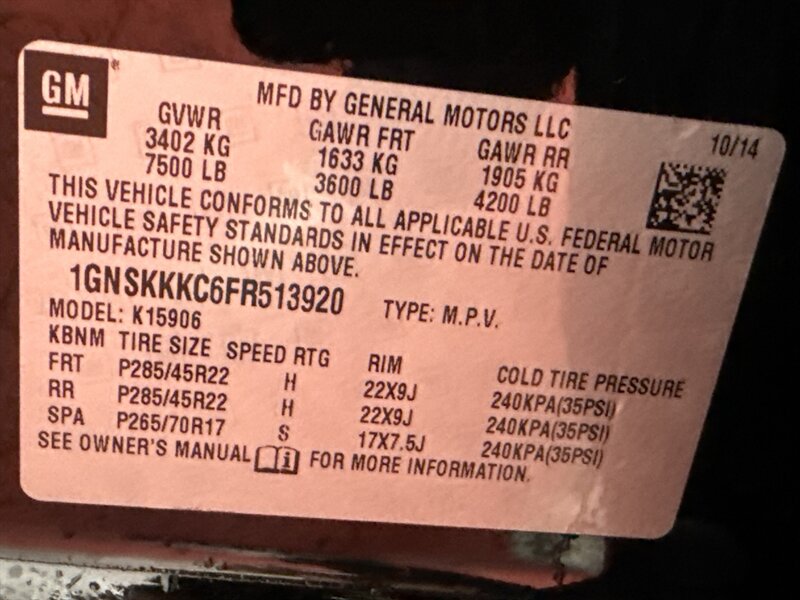 GM
MFD BY GENERAL MOTORS LLC
10/14
GVWR GAWR FRT GAWR RR
3402 KG 1633 KG 1905 KG
7500 LB 3600 LB 4200 LB
THIS VEHICLE CONFORMS TO ALL APPLICABLE U.S. FEDERAL MOTOR
VEHICLE SAFETY STANDARDS IN EFFECT ON THE DATE OF
MANUFACTURE SHOWN ABOVE.
1GNSKKKC6FR513920 TYPE: M.P.V.
MODEL: K15906
KBNM TIRE SIZE SPEED RTG RIM COLD TIRE PRESSURE
FRT P285/45R22 H 22X9J 240KPA(35PSI)
RR P285/45R22 H 22X9J 240KPA(35PSI)
SPA P265/70R17 S 17X7.5J 240KPA(35PSI)
SEE OWNER'S MANUAL i FOR MORE INFORMATION.